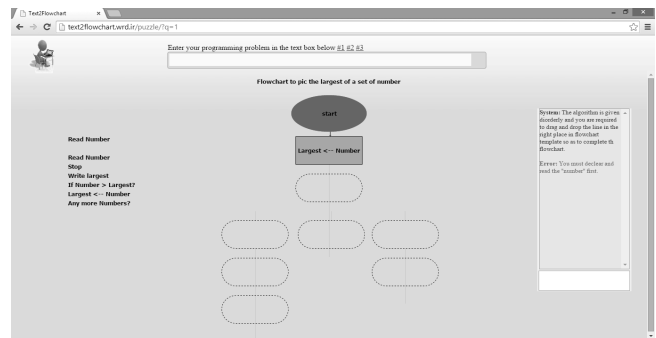 Text2Flowchart
text2flowchart.wrd.ir/puzzle/?q=1
Enter your programming problem in the text box below #1 #2 #3
Flowchart to pic the largest of a set of number
start
Largest <-- Number
Read Number
Read Number
Stop
Write largest
If Number > Largest?
Largest <-- Number
Any more Numbers?
System: The algorithm is given
disorderly and you are required
to drag and drop the line in the
right place in flowchart
template so as to complete th
flowchart.
Error: You must declear and
read the "number" first.